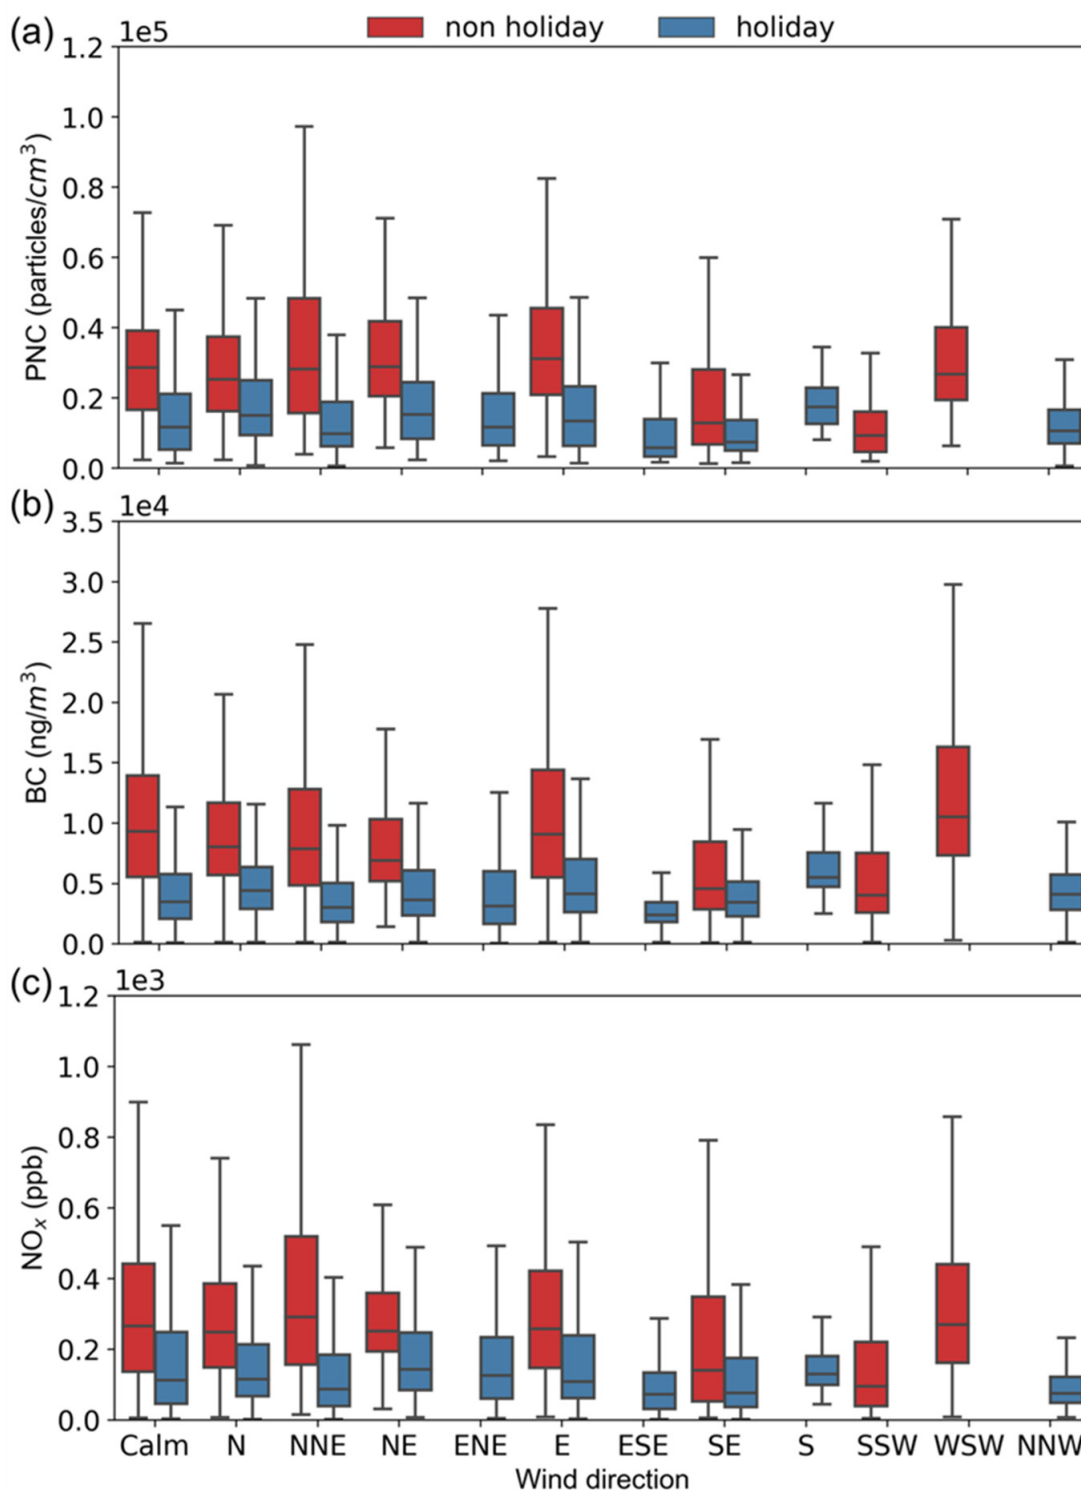 (a) 1e5 non holiday holiday
1.2
1.0
0.8
0.6
0.4
0.2
0.0
PNC (particles/cm³)
(b) 1e4
3.5
3.0
2.5
2.0
1.5
1.0
0.5
0.0
BC (ng/m³)
(c) 1e3
1.2
1.0
0.8
0.6
0.4
0.2
0.0
NOₓ (ppb)
Calm N NNE NE ENE E ESE SE S SSW WSW NNW
Wind direction